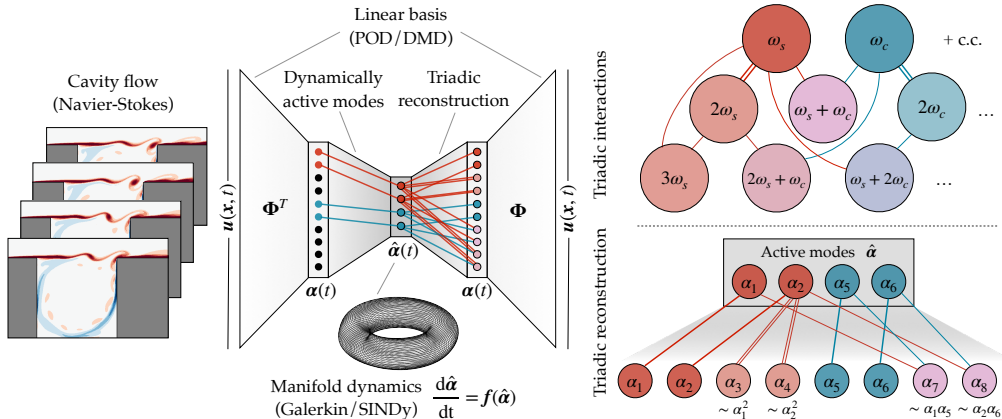 Cavity flow
(Navier-Stokes)
Linear basis
(POD/DMD)
Dynamically
active modes
Triadic
reconstruction
u(x, t)
Φ^T
α(t)
α̂(t)
α(t)
Φ
u(x, t)
Manifold dynamics
(Galerkin/SINDy)
dα̂/dt = f(α̂)
Triadic interactions
ω_s
ω_c
+ c.c.
2ω_s
ω_s + ω_c
2ω_c
...
3ω_s
2ω_s + ω_c
ω_s + 2ω_c
...
Triadic reconstruction
Active modes α̂
α_1 α_2 α_5 α_6
α_1 α_2 α_3 α_4 α_5 α_6 α_7 α_8
~ α_1^2 ~ α_2^2 ~ α_1α_5 ~ α_2α_6